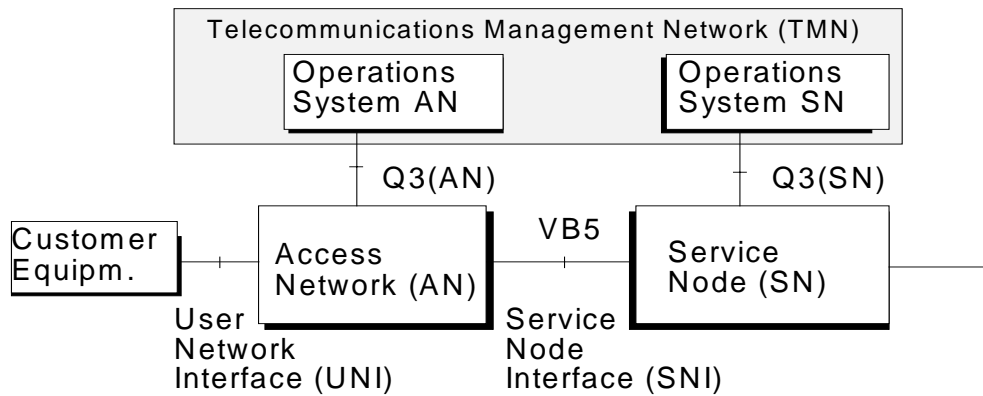 Telecommunications Management Network (TMN)
Operations
System AN
Operations
System SN
Q3(AN)
Q3(SN)
Customer
Equipm.
Access
Network (AN)
VB5
Service
Node (SN)
User
Network
Interface (UNI)
Service
Node
Interface (SNI)